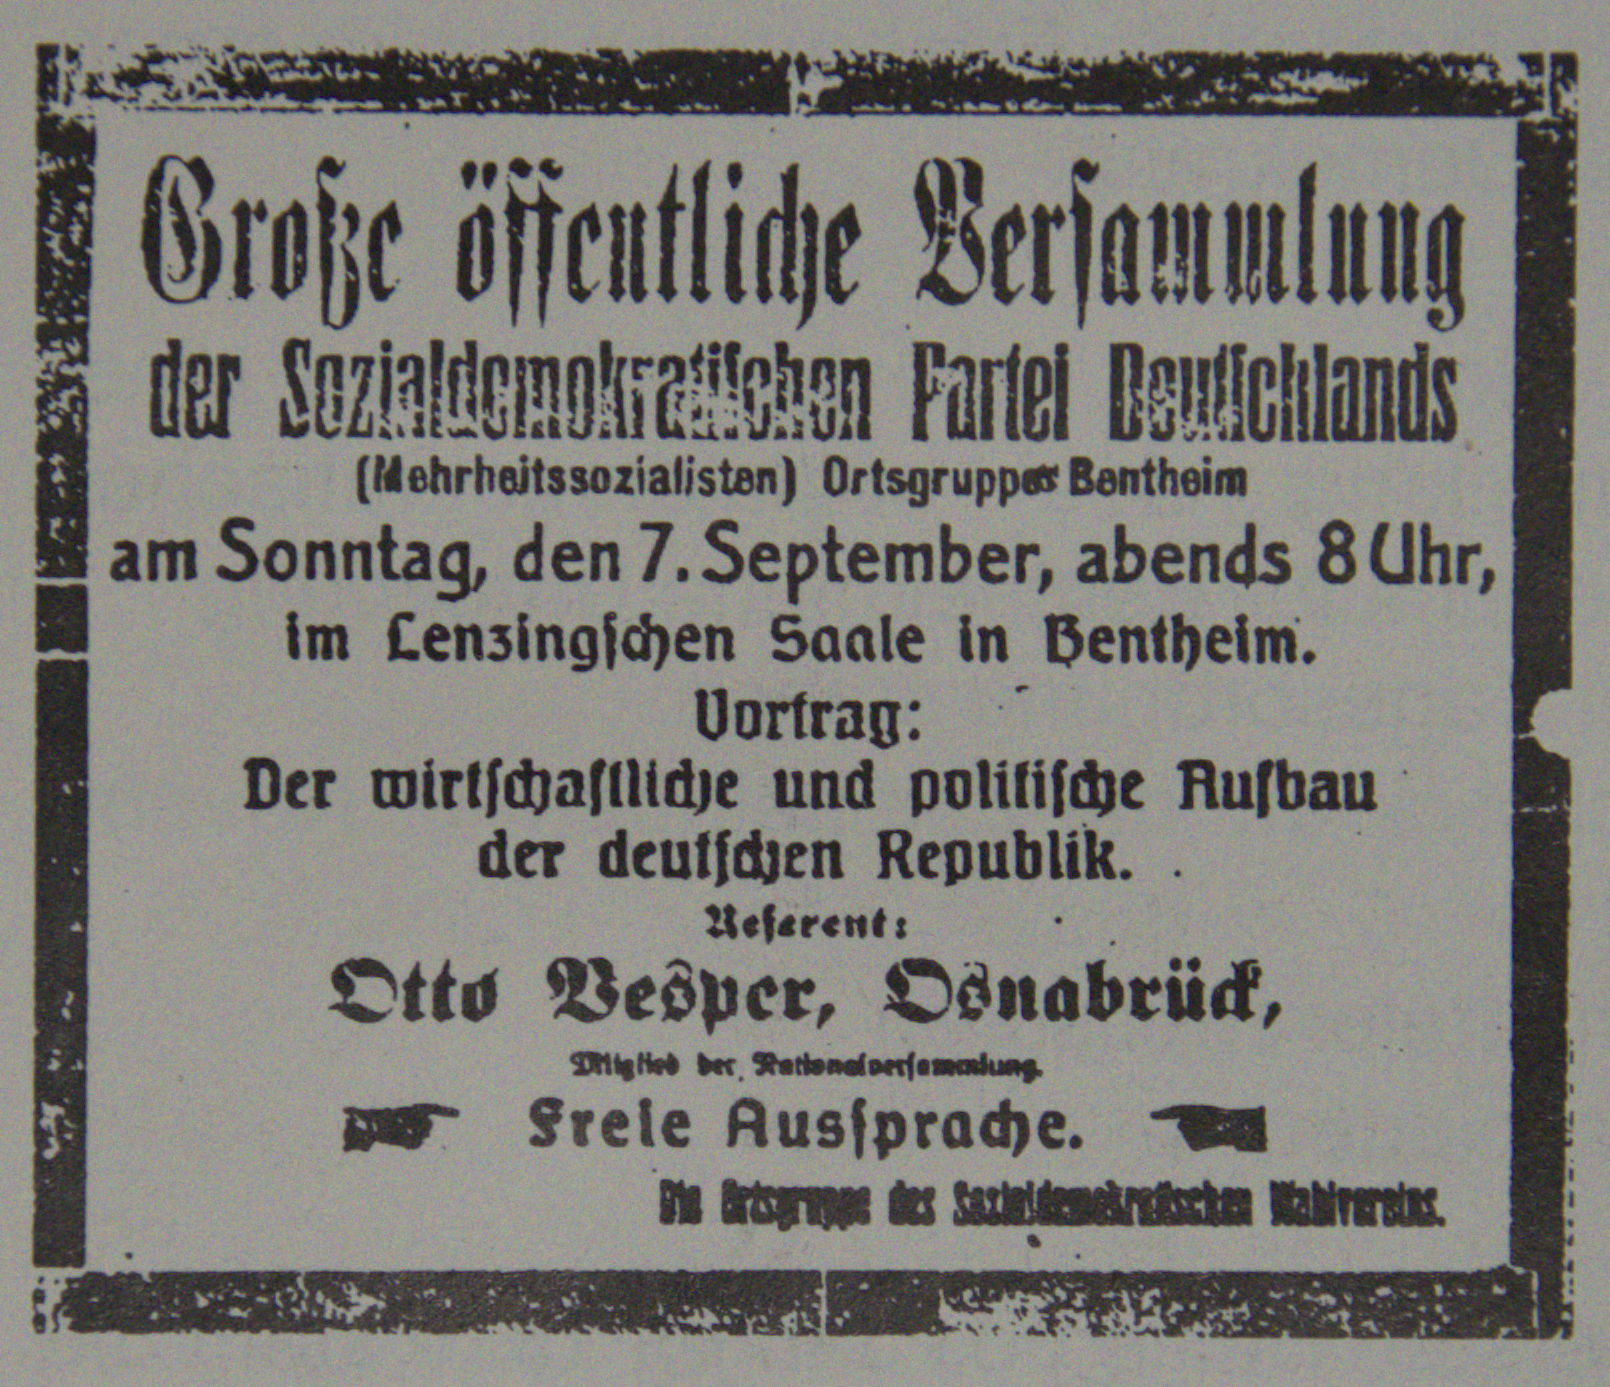 Große öffentliche Versammlung
der Sozialdemokratischen Partei Deutschlands
(Mehrheitssozialisten) Ortsgruppe Bentheim
am Sonntag, den 7. September, abends 8 Uhr,
im Lenzingschen Saale in Bentheim.
Vortrag:
Der wirtschaftliche und politische Aufbau
der deutschen Republik.
Referent:
Otto Vesper, Osnabrück,
Mitglied der Nationalversammlung.
Freie Aussprache.
Die Ortsgruppe des Sozialdemokratischen Wahlvereins.